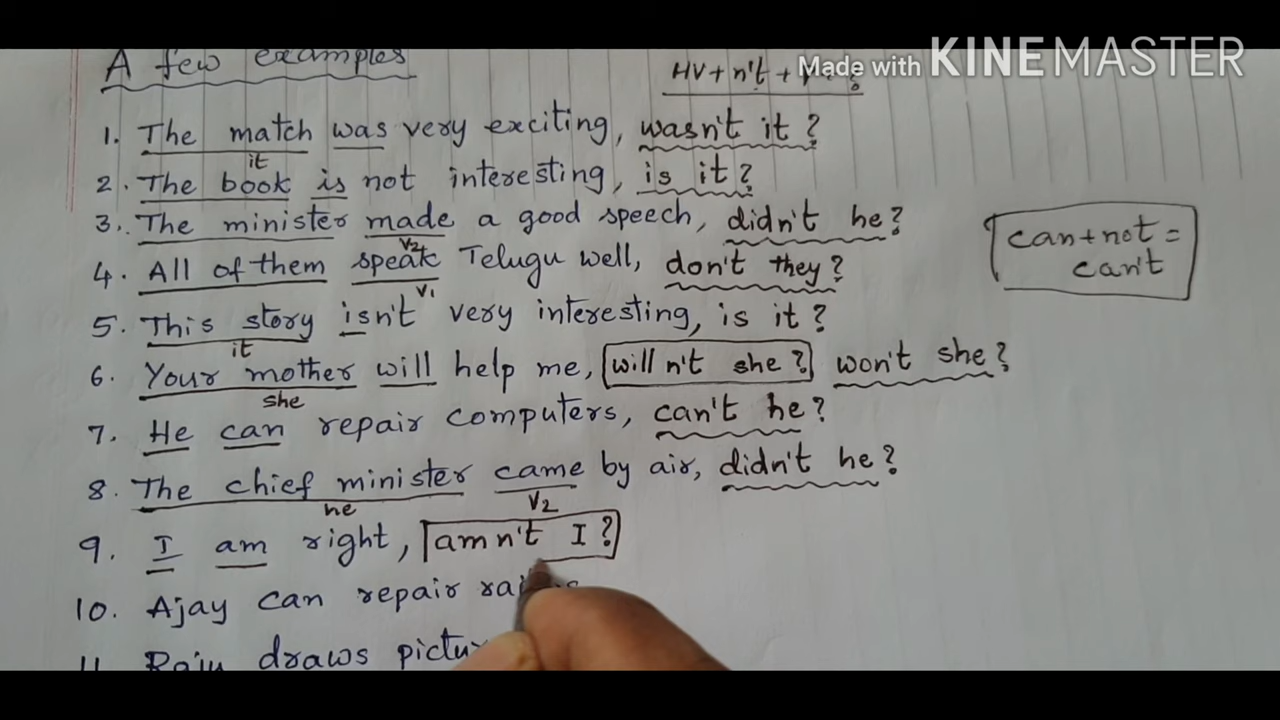 A few examples
HV + n't +
Made with KINEMASTER
1. The match was very exciting, wasn't it?
it
2. The book is not interesting, is it?
3. The minister made a good speech, didn't he?
V2
can + not =
can't
4. All of them speak Telugu well, don't they?
V1
5. This story isn't very interesting, is it?
it
6. Your mother will help me, will n't she? won't she?
she
7. He can repair computers, can't he?
8. The chief minister came by air, didn't he?
he V2
9. I am right, amn't I?
10. Ajay can repair
11. Raju draws